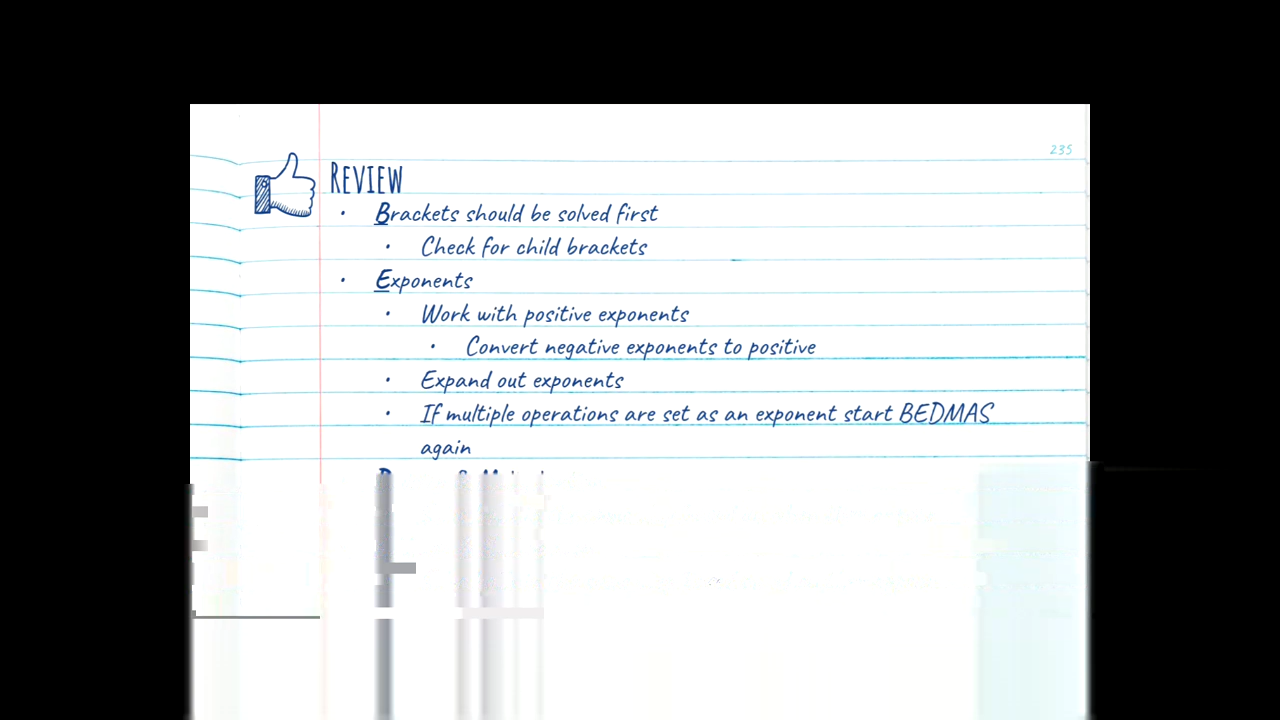 235
REVIEW
• Brackets should be solved first
• Check for child brackets
• Exponents
• Work with positive exponents
• Convert negative exponents to positive
• Expand out exponents
• If multiple operations are set as an exponent start BEDMAS
again